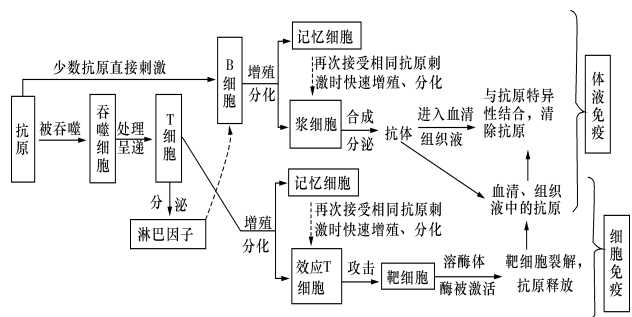 少数抗原直接刺激
抗原
被吞噬
吞噬细胞
处理
呈递
T
细胞
分泌
淋巴因子
B
细胞
增殖
分化
记忆细胞
再次接受相同抗原刺
激时快速增殖、分化
浆细胞
合成
分泌
抗体
进入血清
组织液
与抗原特异
性结合，清
除抗原
体液免疫
增殖
分化
记忆细胞
再次接受相同抗原刺
激时快速增殖、分化
效应T
细胞
攻击
靶细胞
溶酶体
酶被激活
靶细胞裂解，
抗原释放
血清、组织
液中的抗原
细胞免疫